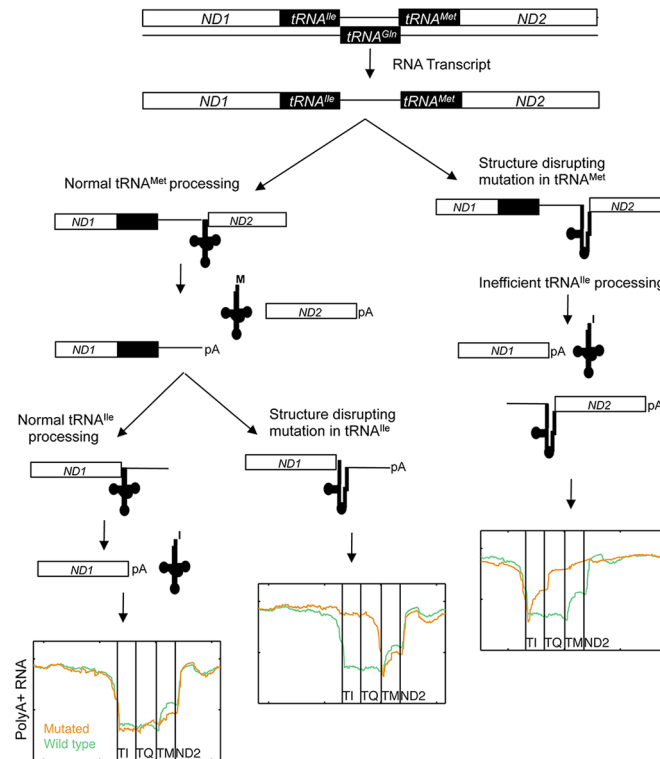 ND1 tRNAIle tRNAMet ND2
tRNAGln
RNA Transcript
ND1 tRNAIle tRNAMet ND2
Normal tRNAMet processing
Structure disrupting
mutation in tRNAMet
ND1 ND2
ND1 ND2
Inefficient tRNAIle processing
M
ND2 pA
ND1 pA
I
ND1 pA
ND2 pA
Normal tRNAIle
processing
Structure disrupting
mutation in tRNAIle
ND1
ND1 pA
I
ND1 pA
TI TQ TM ND2
TI TQ TM ND2
PolyA+ RNA
Mutated
Wild type
TI TQ TM ND2